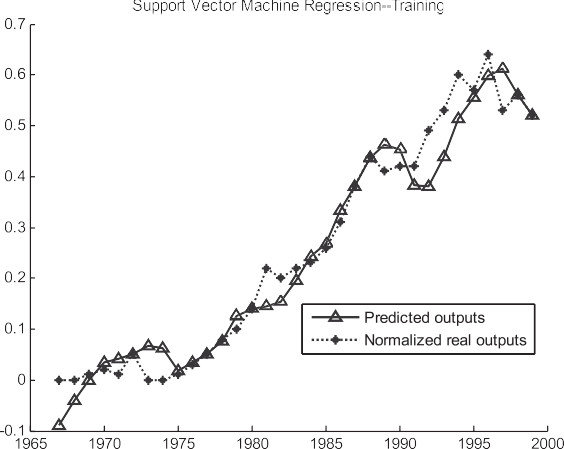 Support Vector Machine Regression--Training
0.7
0.6
0.5
0.4
0.3
0.2
0.1
0
-0.1
Predicted outputs
Normalized real outputs
1965 1970 1975 1980 1985 1990 1995 2000